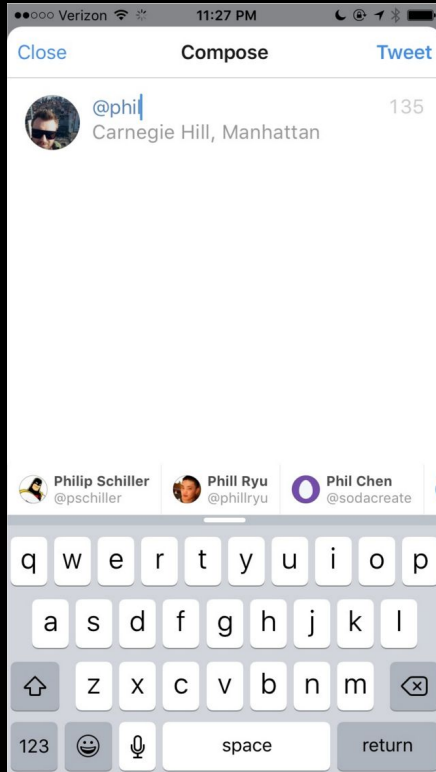 Verizon 11:27 PM
Close Compose Tweet
@phil 135
Carnegie Hill, Manhattan
Philip Schiller Phill Ryu Phil Chen
@pschiller @phillryu @sodacreate
q w e r t y u i o p
a s d f g h j k l
z x c v b n m
123 space return